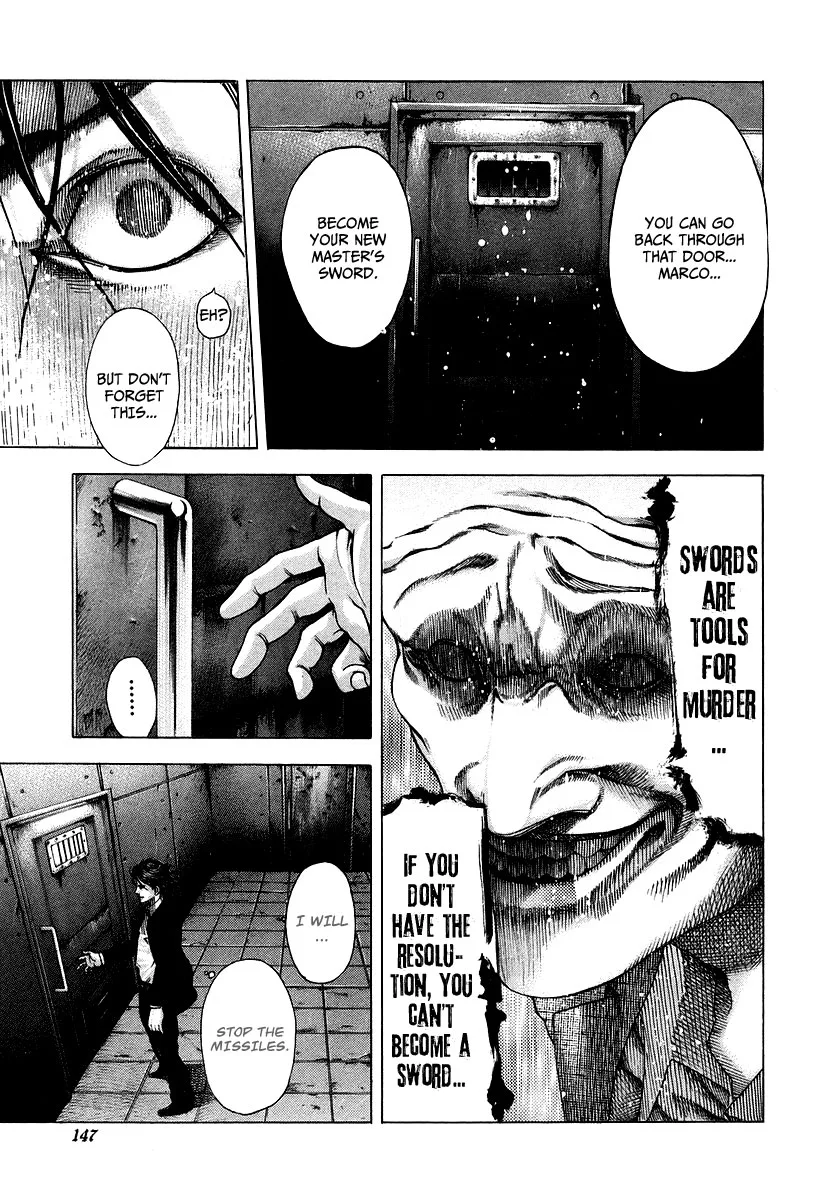 YOU CAN GO
BACK THROUGH
THAT DOOR...
MARCO...
BECOME
YOUR NEW
MASTER'S
SWORD.
EH?
BUT DON'T
FORGET
THIS...
SWORDS
ARE
TOOLS
FOR
MURDER
...
IF YOU
DON'T
HAVE THE
RESOLU-
TION, YOU
CAN'T
BECOME A
SWORD...
......
I WILL
...
STOP THE
MISSILES.
147